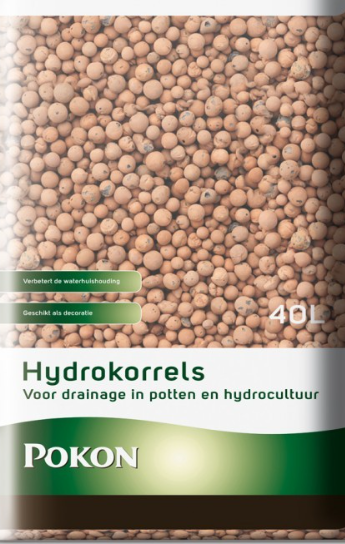 Verbetert de waterhuishouding
Geschikt als decoratie
40L
Hydrokorrels
Voor drainage in potten en hydrocultuur
POKON